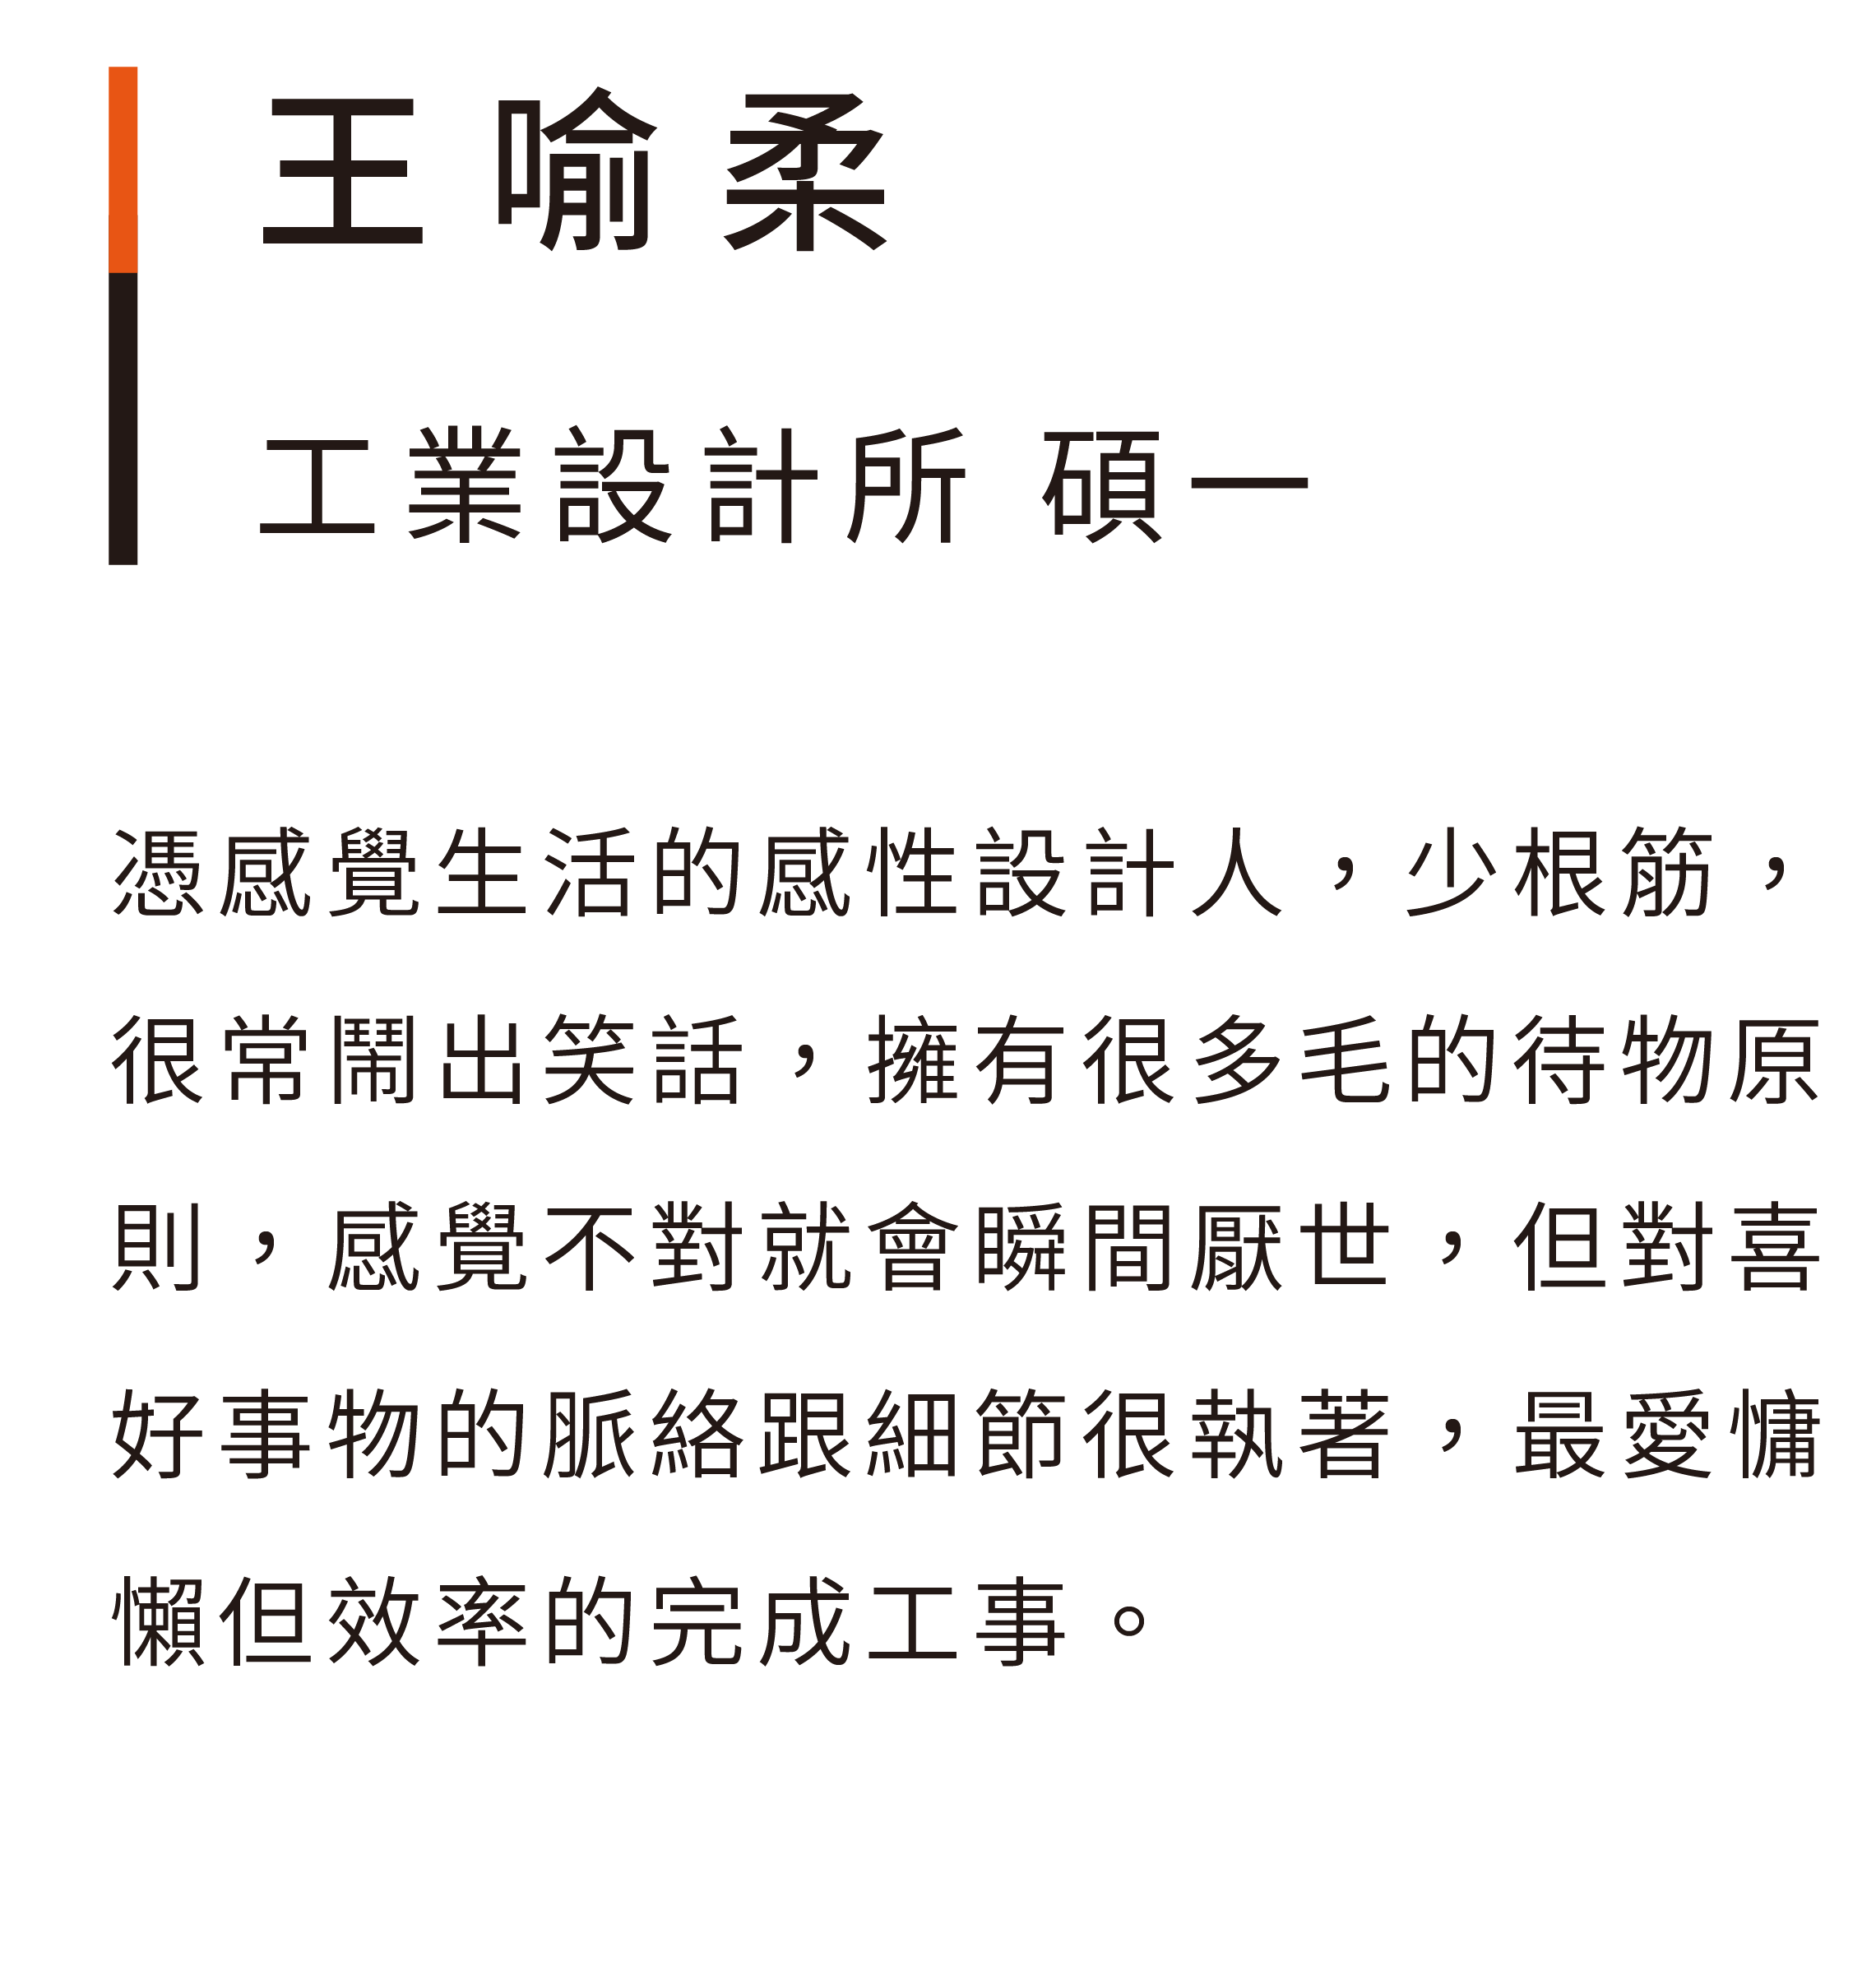 王喻柔
工業設計所 碩一
憑感覺生活的感性設計人，少根筋，
很常鬧出笑話，擁有很多毛的待物原
則，感覺不對就會瞬間厭世，但對喜
好事物的脈絡跟細節很執著，最愛慵
懶但效率的完成工事。